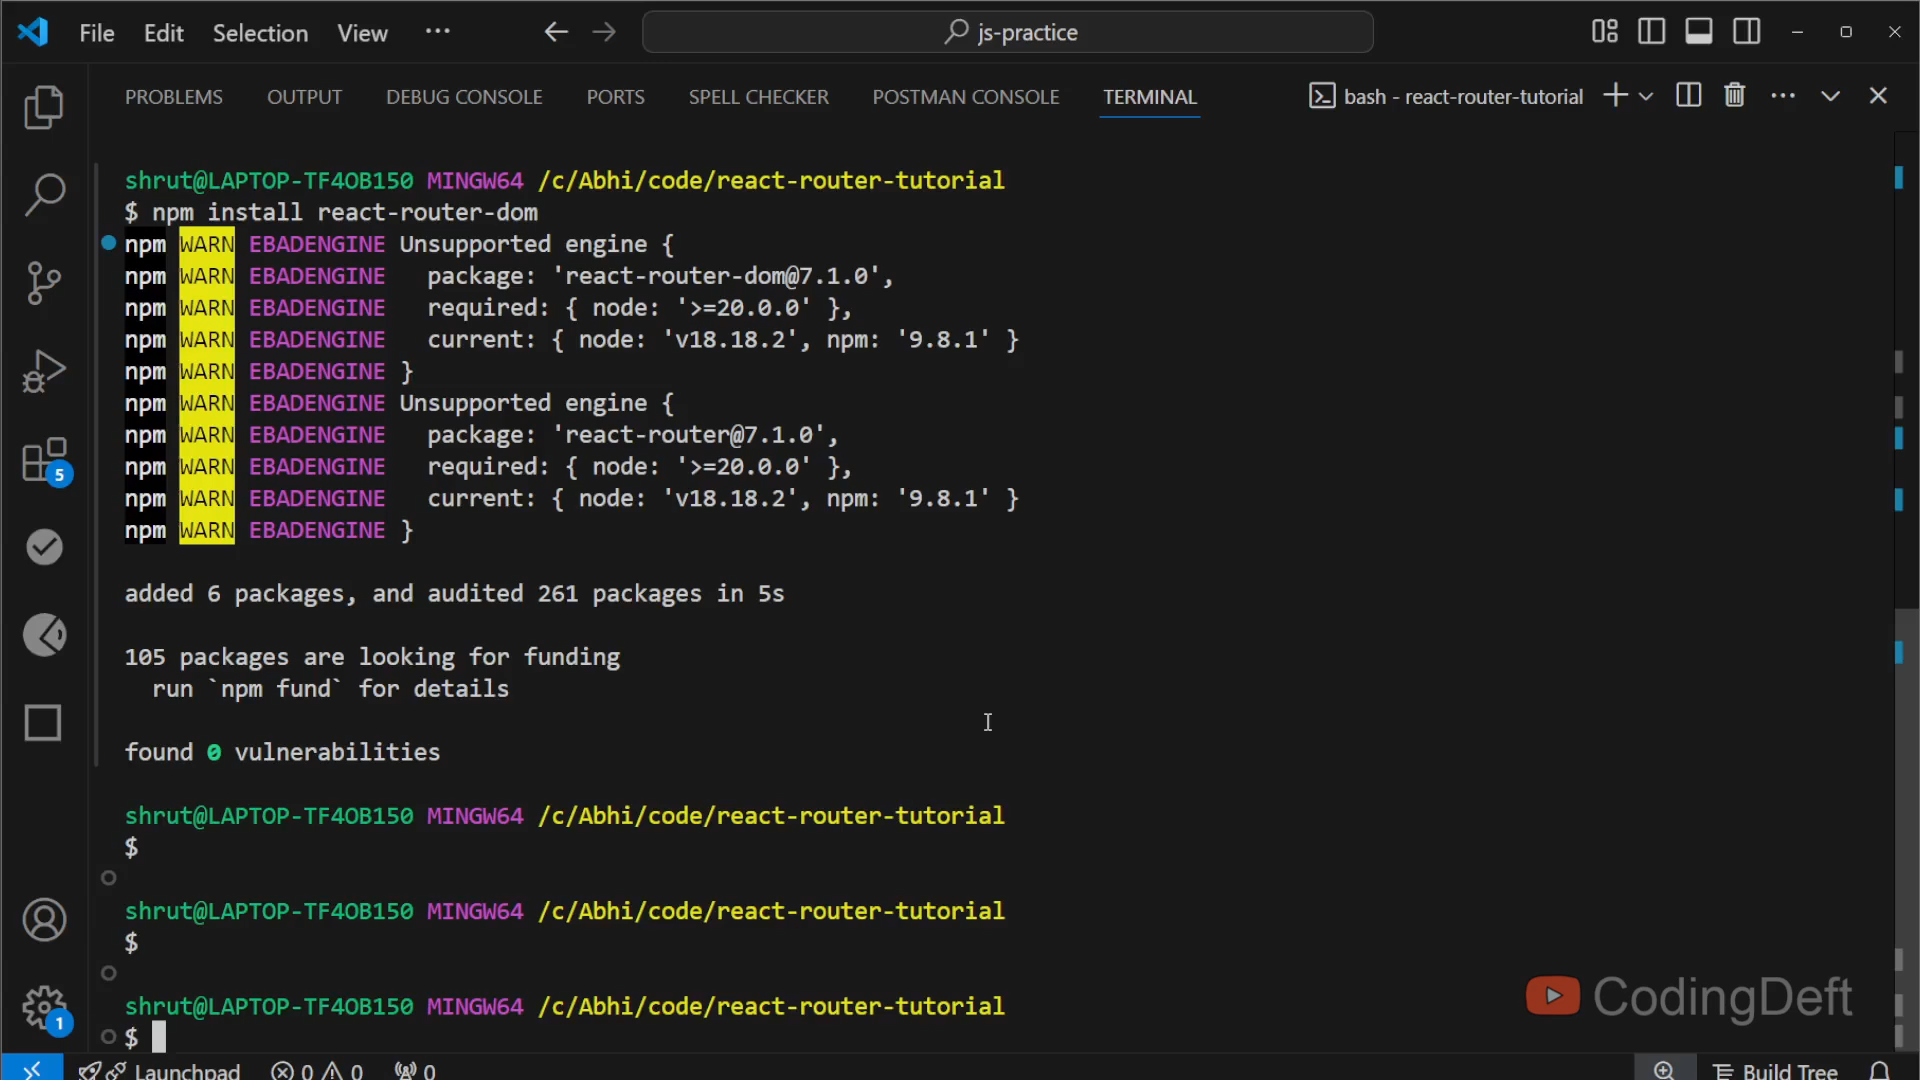 File Edit Selection View ··· js-practice
PROBLEMS OUTPUT DEBUG CONSOLE PORTS SPELL CHECKER POSTMAN CONSOLE TERMINAL bash - react-router-tutorial
shrut@LAPTOP-TF4OB150 MINGW64 /c/Abhi/code/react-router-tutorial
$ npm install react-router-dom
npm WARN EBADENGINE Unsupported engine {
npm WARN EBADENGINE   package: 'react-router-dom@7.1.0',
npm WARN EBADENGINE   required: { node: '>=20.0.0' },
npm WARN EBADENGINE   current: { node: 'v18.18.2', npm: '9.8.1' }
npm WARN EBADENGINE }
npm WARN EBADENGINE Unsupported engine {
npm WARN EBADENGINE   package: 'react-router@7.1.0',
npm WARN EBADENGINE   required: { node: '>=20.0.0' },
npm WARN EBADENGINE   current: { node: 'v18.18.2', npm: '9.8.1' }
npm WARN EBADENGINE }
5
added 6 packages, and audited 261 packages in 5s
105 packages are looking for funding
run `npm fund` for details
found 0 vulnerabilities
shrut@LAPTOP-TF4OB150 MINGW64 /c/Abhi/code/react-router-tutorial
$
shrut@LAPTOP-TF4OB150 MINGW64 /c/Abhi/code/react-router-tutorial
$
shrut@LAPTOP-TF4OB150 MINGW64 /c/Abhi/code/react-router-tutorial
$
1
CodingDeft
Launchpad 0 0 0 Build Tree